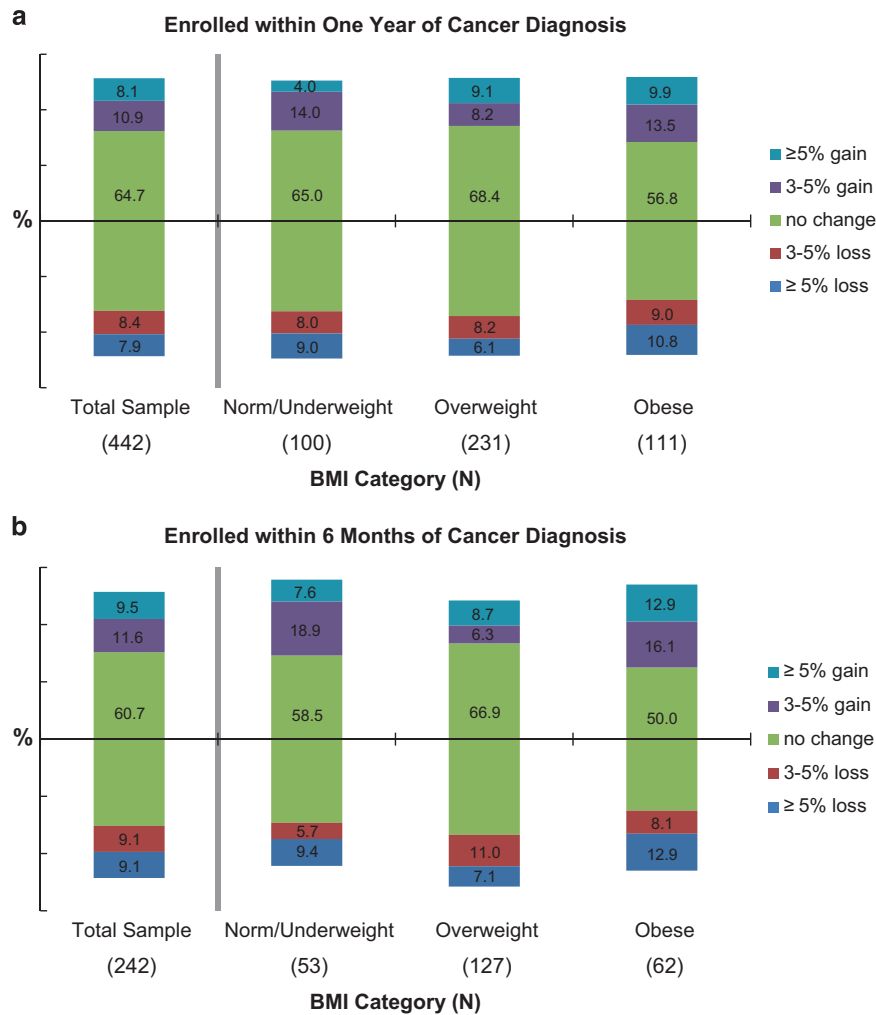 a
Enrolled within One Year of Cancer Diagnosis
8.1 4.0 9.1 9.9
10.9 14.0 8.2 13.5
64.7 65.0 68.4 56.8
%
8.4 8.0 8.2 9.0
7.9 9.0 6.1 10.8
≥5% gain
3-5% gain
no change
3-5% loss
≥ 5% loss
Total Sample Norm/Underweight Overweight Obese
(442) (100) (231) (111)
BMI Category (N)
b
Enrolled within 6 Months of Cancer Diagnosis
9.5 7.6 8.7 12.9
11.6 18.9 6.3 16.1
60.7 58.5 66.9 50.0
%
9.1 5.7 11.0 8.1
9.1 9.4 7.1 12.9
≥ 5% gain
3-5% gain
no change
3-5% loss
≥ 5% loss
Total Sample Norm/Underweight Overweight Obese
(242) (53) (127) (62)
BMI Category (N)